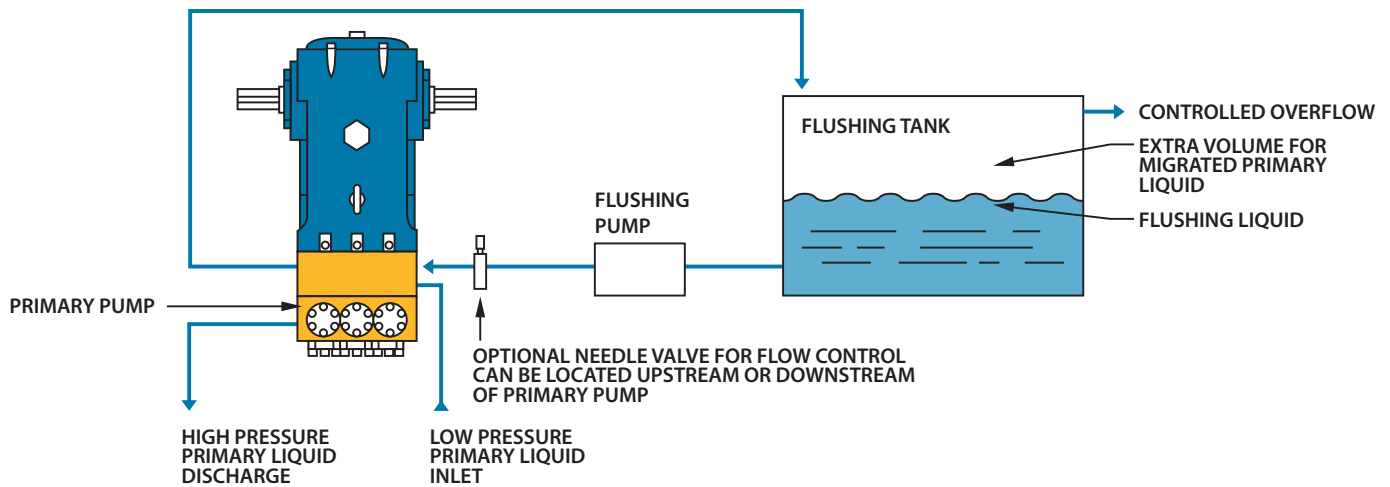 FLUSHING TANK
CONTROLLED OVERFLOW
EXTRA VOLUME FOR
MIGRATED PRIMARY
LIQUID
FLUSHING LIQUID
FLUSHING
PUMP
PRIMARY PUMP
OPTIONAL NEEDLE VALVE FOR FLOW CONTROL
CAN BE LOCATED UPSTREAM OR DOWNSTREAM
OF PRIMARY PUMP
HIGH PRESSURE
PRIMARY LIQUID
DISCHARGE
LOW PRESSURE
PRIMARY LIQUID
INLET